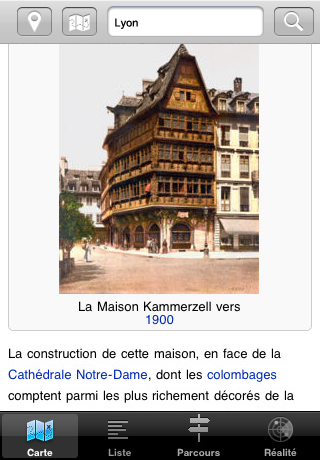 Lyon
La Maison Kammerzell vers
1900
La construction de cette maison, en face de la
Cathédrale Notre-Dame, dont les colombages
comptent parmi les plus richement décorés de la
Carte
Liste
Parcours
Réalité